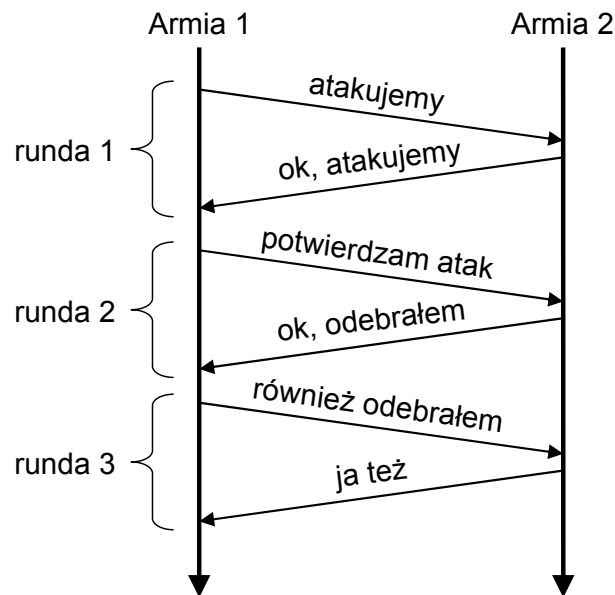 Armia 1
Armia 2
runda 1
atakujemy
ok, atakujemy
runda 2
potwierdzam atak
ok, odebrałem
runda 3
również odebrałem
ja też